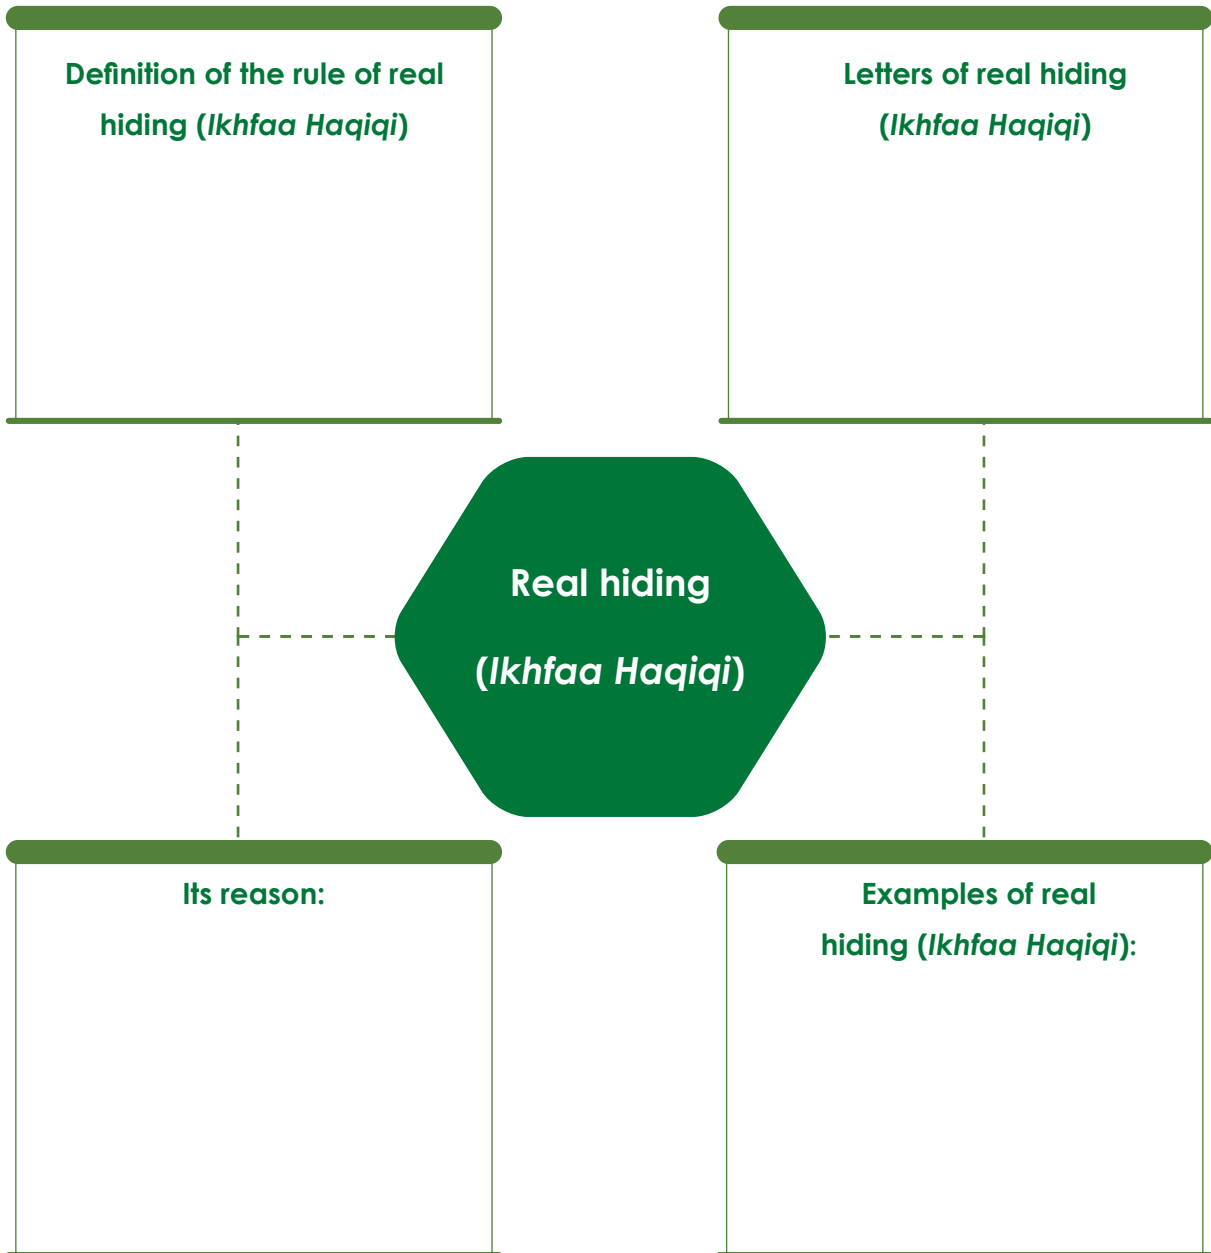 Definition of the rule of real
hiding (Ikhfaa Haqiqi)
Letters of real hiding
(Ikhfaa Haqiqi)
Real hiding
(Ikhfaa Haqiqi)
Its reason:
Examples of real
hiding (Ikhfaa Haqiqi):